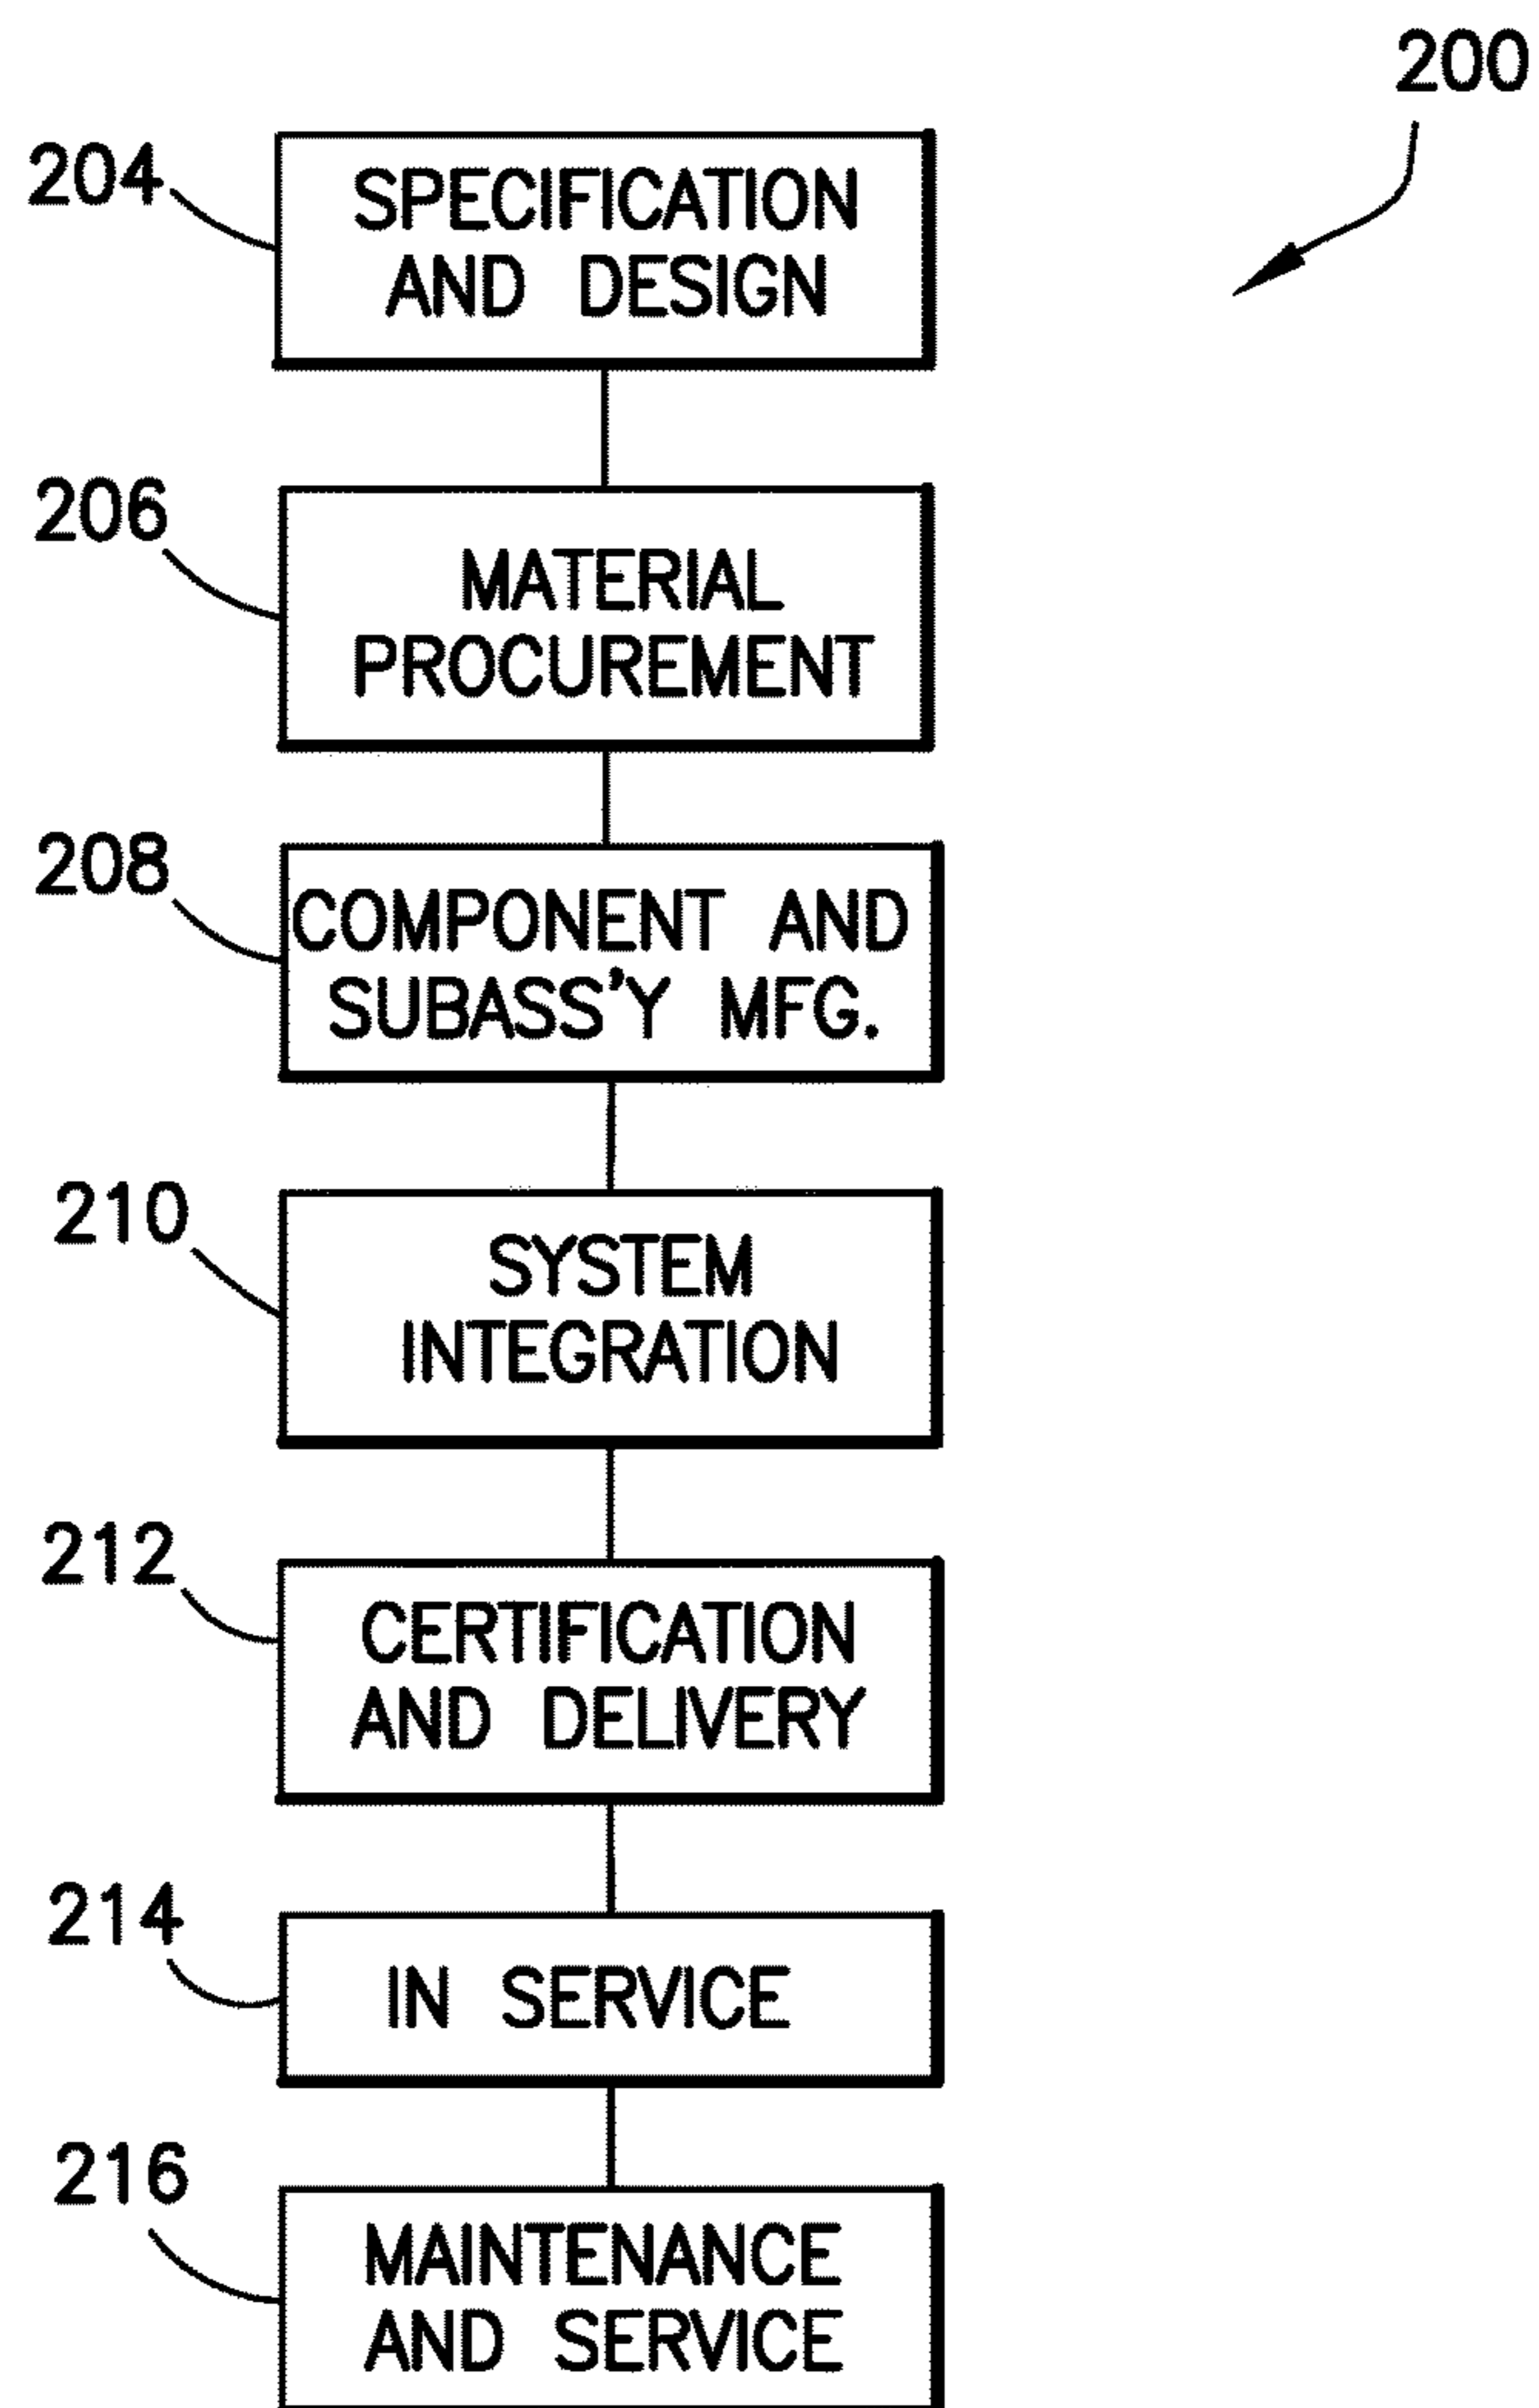 200
204
SPECIFICATION
AND DESIGN
206
MATERIAL
PROCUREMENT
208
COMPONENT AND
SUBASS'Y MFG.
210
SYSTEM
INTEGRATION
212
CERTIFICATION
AND DELIVERY
214
IN SERVICE
216
MAINTENANCE
AND SERVICE